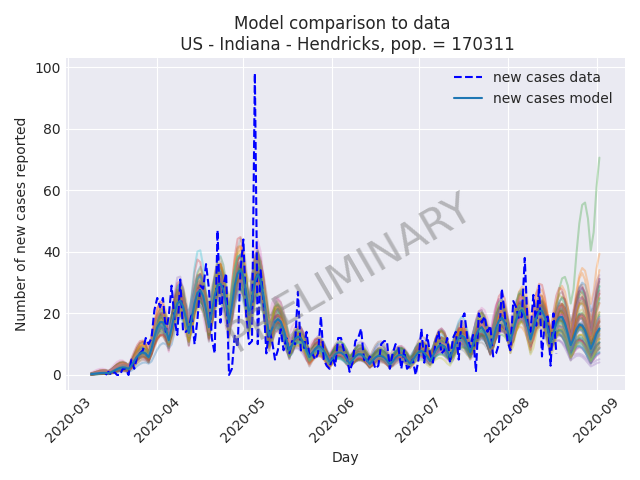 Model comparison to data
US - Indiana - Hendricks, pop. = 170311
new cases data
new cases model
PRELIMINARY
Number of new cases reported
100
80
60
40
20
0
2020-03
2020-04
2020-05
2020-06
2020-07
2020-08
2020-09
Day